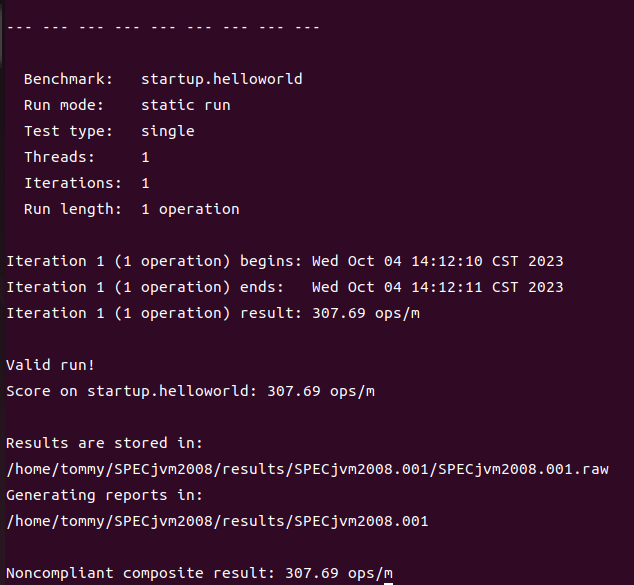 --- --- --- --- --- --- --- --- ---
Benchmark:   startup.helloworld
Run mode:    static run
Test type:   single
Threads:     1
Iterations:  1
Run length:  1 operation
Iteration 1 (1 operation) begins: Wed Oct 04 14:12:10 CST 2023
Iteration 1 (1 operation) ends:   Wed Oct 04 14:12:11 CST 2023
Iteration 1 (1 operation) result: 307.69 ops/m
Valid run!
Score on startup.helloworld: 307.69 ops/m
Results are stored in:
/home/tommy/SPECjvm2008/results/SPECjvm2008.001/SPECjvm2008.001.raw
Generating reports in:
/home/tommy/SPECjvm2008/results/SPECjvm2008.001
Noncompliant composite result: 307.69 ops/m